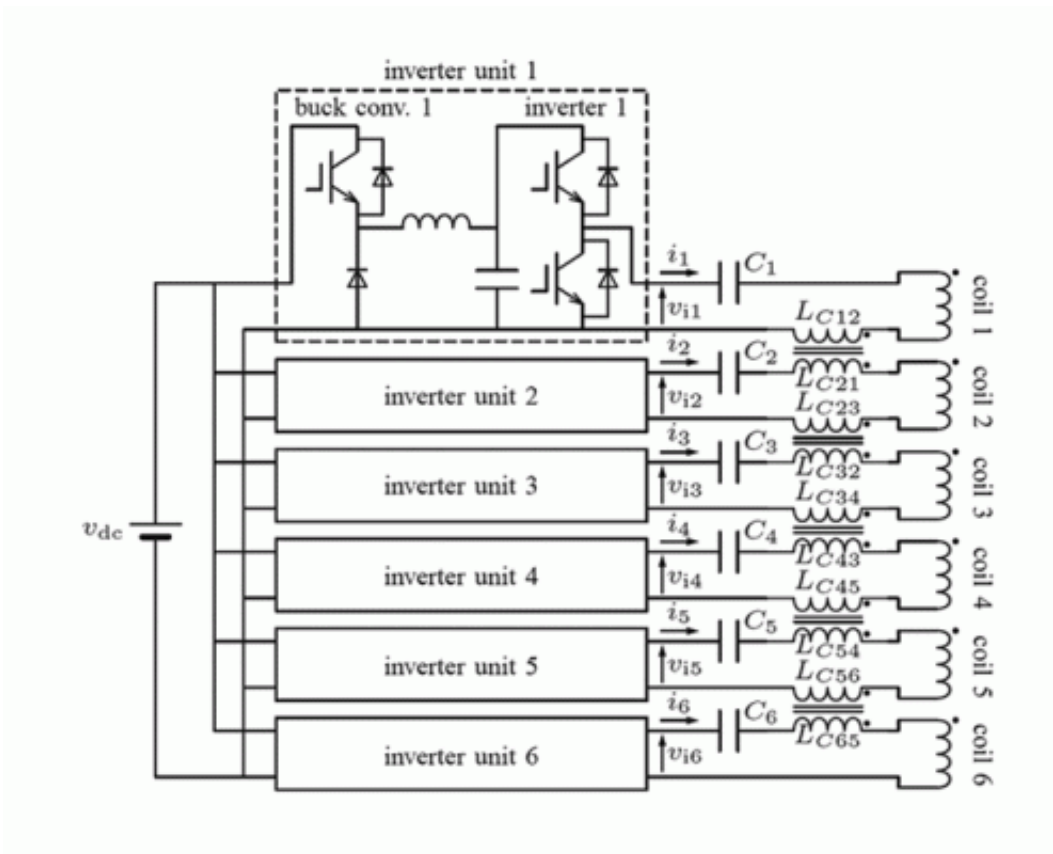 inverter unit 1
buck conv. 1
inverter 1
i1
C1
vi1
LC12
coil 1
i2
C2
LC21
inverter unit 2
vi2
LC23
coil 2
i3
C3
LC32
inverter unit 3
vi3
LC34
coil 3
vdc
i4
C4
LC43
inverter unit 4
vi4
LC45
coil 4
i5
C5
LC54
inverter unit 5
vi5
LC56
coil 5
i6
C6
LC65
inverter unit 6
vi6
coil 6